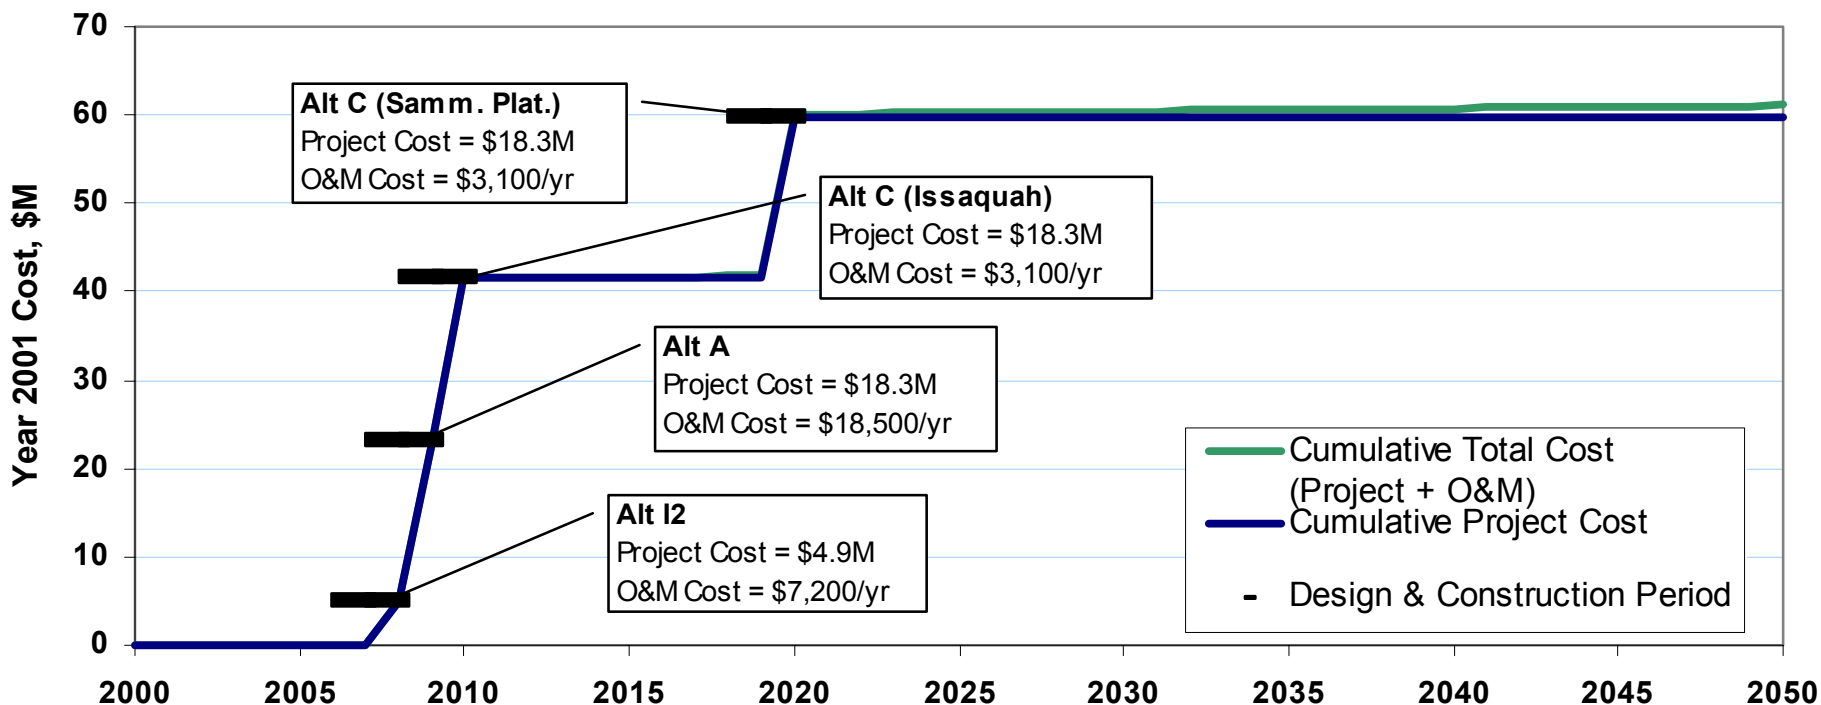 Year 2001 Cost, $M
70
60
50
40
30
20
10
0
2000
2005
2010
2015
2020
2025
2030
2035
2040
2045
2050
Alt C (Samm. Plat.)
Project Cost = $18.3M
O&M Cost = $3,100/yr
Alt C (Issaquah)
Project Cost = $18.3M
O&M Cost = $3,100/yr
Alt A
Project Cost = $18.3M
O&M Cost = $18,500/yr
Alt I2
Project Cost = $4.9M
O&M Cost = $7,200/yr
Cumulative Total Cost
(Project + O&M)
Cumulative Project Cost
Design & Construction Period